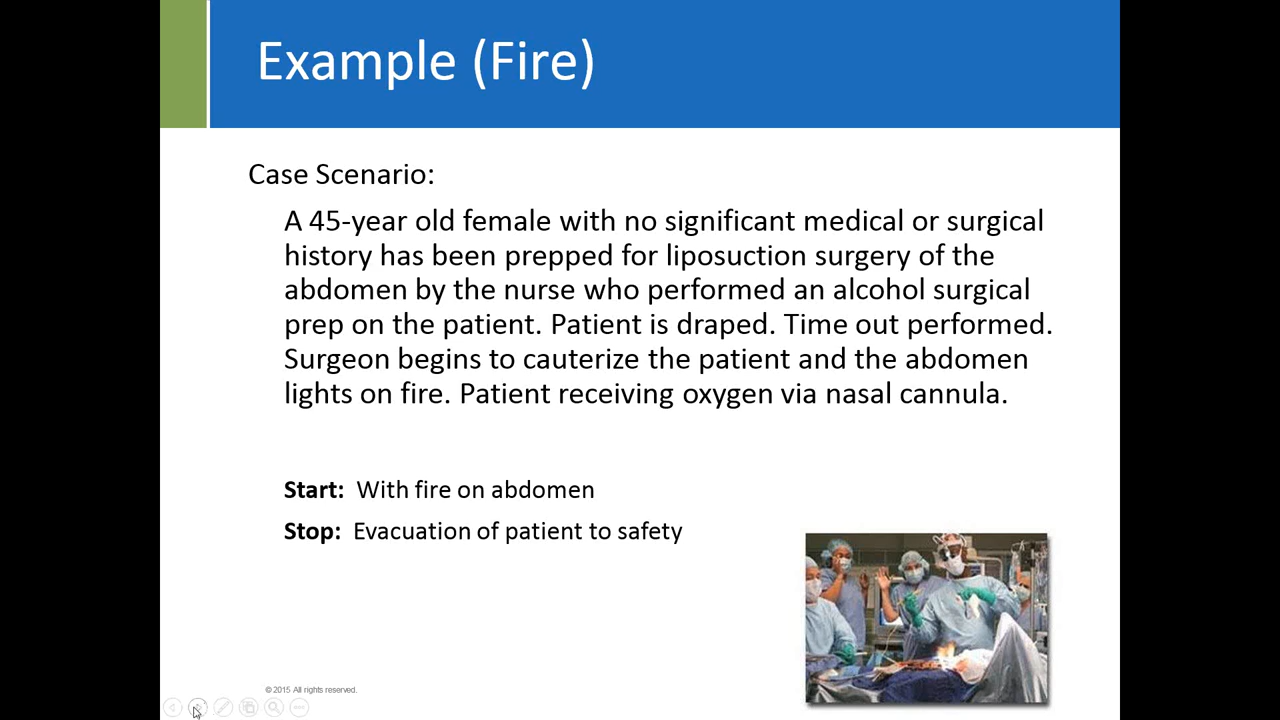 Example (Fire)
Case Scenario:
A 45-year old female with no significant medical or surgical
history has been prepped for liposuction surgery of the
abdomen by the nurse who performed an alcohol surgical
prep on the patient. Patient is draped. Time out performed.
Surgeon begins to cauterize the patient and the abdomen
lights on fire. Patient receiving oxygen via nasal cannula.
Start: With fire on abdomen
Stop: Evacuation of patient to safety
© 2015 All rights reserved.